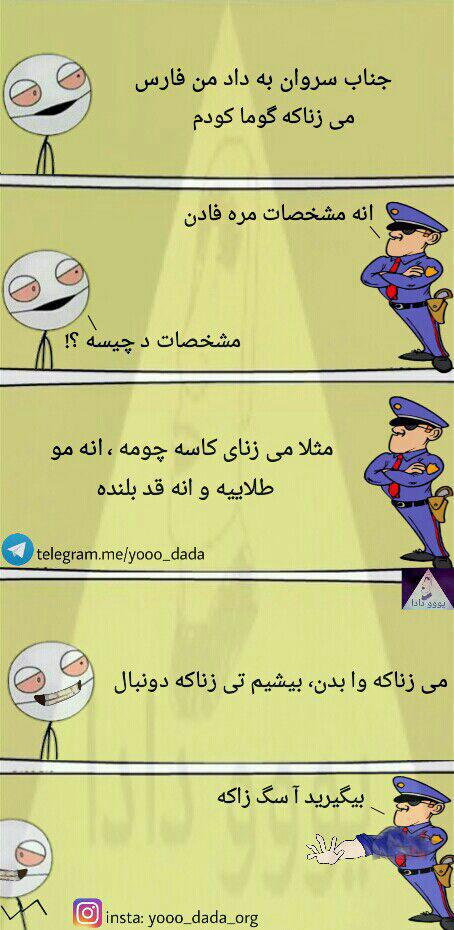 جناب سروان به داد من فارس
می زناکه گوما کودم
انه مشخصات مره فادن
مشخصات د چیسه ؟!
مثلا می زنای کاسه چومه ، انه مو
طلاییه و انه قد بلنده
telegram.me/yooo_dada
یووو دادا
می زناکه وا بدن، بیشیم تی زناکه دونبال
بیگیرید آ سگ زاکه
insta: yooo_dada_org